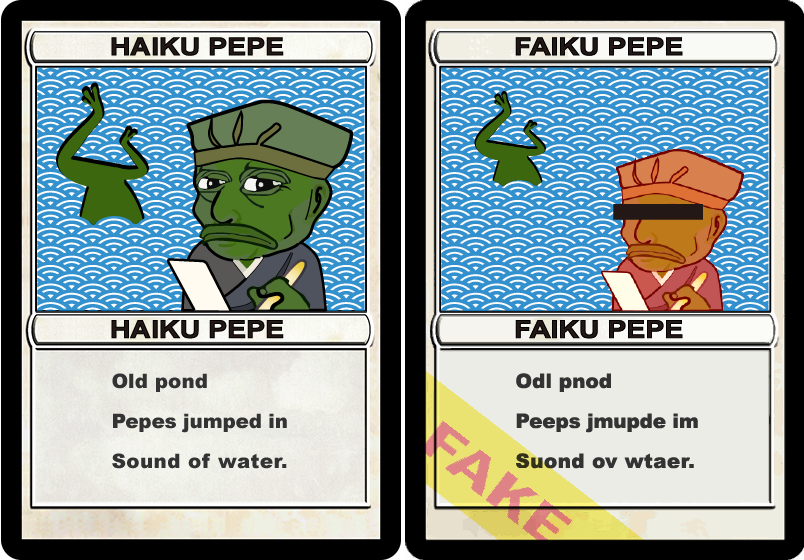 HAIKU PEPE
HAIKU PEPE
Old pond
Pepes jumped in
Sound of water.
FAIKU PEPE
FAIKU PEPE
Odl pnod
Peeps jmupde im
Suond ov wtaer.
FAKE